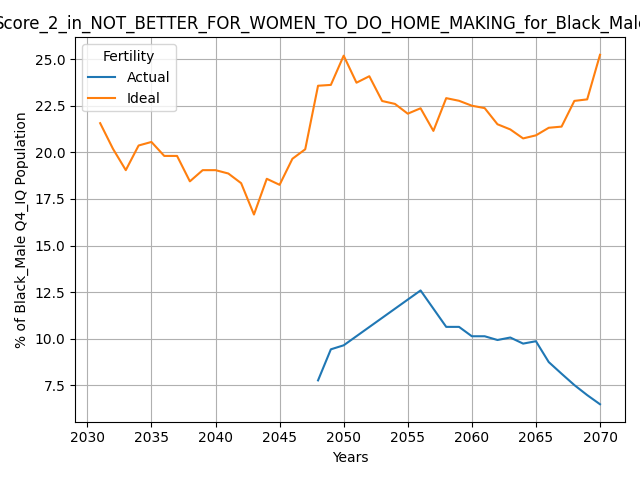 Score_2_in_NOT_BETTER_FOR_WOMEN_TO_DO_HOME_MAKING_for_Black_Male
Fertility
Actual
Ideal
% of Black_Male Q4_IQ Population
25.0
22.5
20.0
17.5
15.0
12.5
10.0
7.5
2030 2035 2040 2045 2050 2055 2060 2065 2070
Years